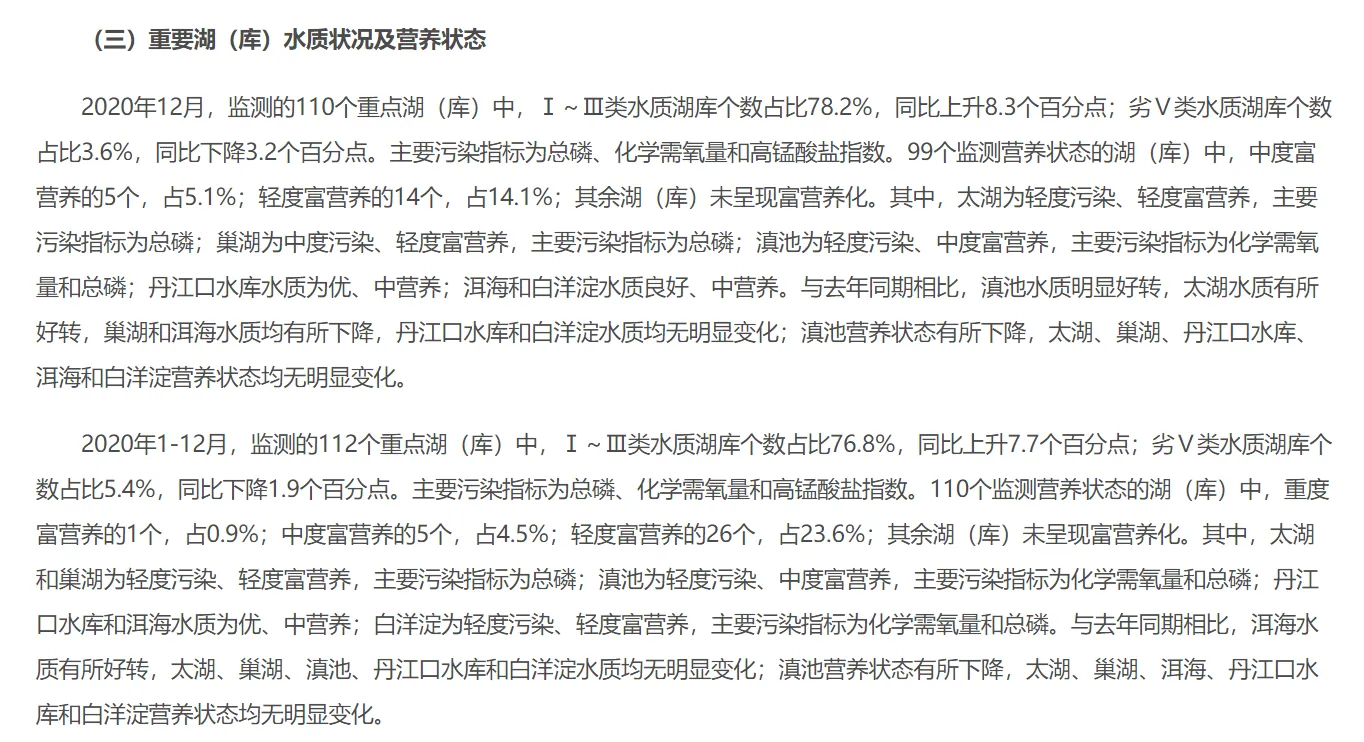 （三）重要湖（库）水质状况及营养状态
2020年12月，监测的110个重点湖（库）中，Ⅰ～Ⅲ类水质湖库个数占比78.2%，同比上升8.3个百分点；劣Ⅴ类水质湖库个数
占比3.6%，同比下降3.2个百分点。主要污染指标为总磷、化学需氧量和高锰酸盐指数。99个监测营养状态的湖（库）中，中度富
营养的5个，占5.1%；轻度富营养的14个，占14.1%；其余湖（库）未呈现富营养化。其中，太湖为轻度污染、轻度富营养，主要
污染指标为总磷；巢湖为中度污染、轻度富营养，主要污染指标为总磷；滇池为轻度污染、中度富营养，主要污染指标为化学需氧
量和总磷；丹江口水库水质为优、中营养；洱海和白洋淀水质良好、中营养。与去年同期相比，滇池水质明显好转，太湖水质有所
好转，巢湖和洱海水质均有所下降，丹江口水库和白洋淀水质均无明显变化；滇池营养状态有所下降，太湖、巢湖、丹江口水库、
洱海和白洋淀营养状态均无明显变化。
2020年1-12月，监测的112个重点湖（库）中，Ⅰ～Ⅲ类水质湖库个数占比76.8%，同比上升7.7个百分点；劣Ⅴ类水质湖库个
数占比5.4%，同比下降1.9个百分点。主要污染指标为总磷、化学需氧量和高锰酸盐指数。110个监测营养状态的湖（库）中，重度
富营养的1个，占0.9%；中度富营养的5个，占4.5%；轻度富营养的26个，占23.6%；其余湖（库）未呈现富营养化。其中，太湖
和巢湖为轻度污染、轻度富营养，主要污染指标为总磷；滇池为轻度污染、中度富营养，主要污染指标为化学需氧量和总磷；丹江
口水库和洱海水质为优、中营养；白洋淀为轻度污染、轻度富营养，主要污染指标为化学需氧量和总磷。与去年同期相比，洱海水
质有所好转，太湖、巢湖、滇池、丹江口水库和白洋淀水质均无明显变化；滇池营养状态有所下降，太湖、巢湖、洱海、丹江口水
库和白洋淀营养状态均无明显变化。